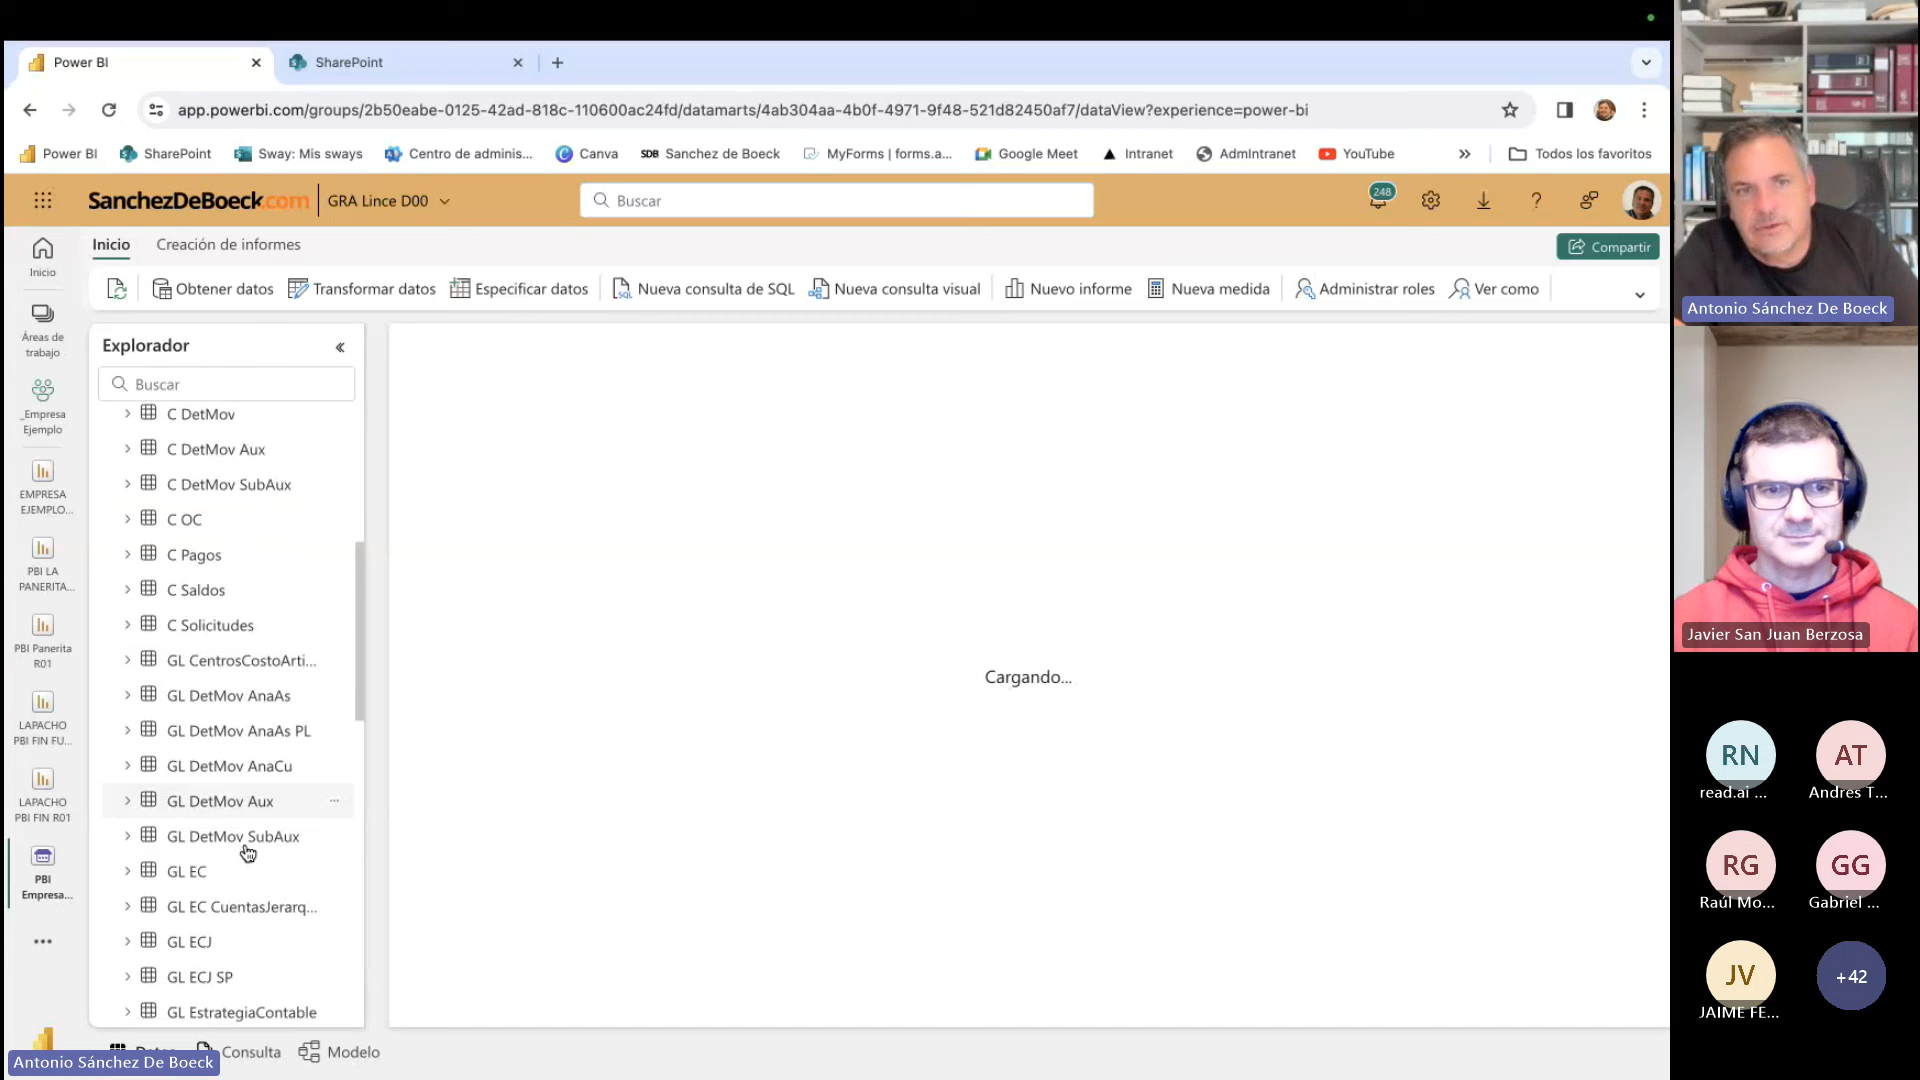 Power BI
SharePoint
app.powerbi.com/groups/2b50eabe-0125-42ad-818c-110600ac24fd/datamarts/4ab304aa-4b0f-4971-9f48-521d82450af7/dataView?experience=power-bi
Power BI
SharePoint
Sway: Mis sways
Centro de adminis...
Canva
SDB Sanchez de Boeck
MyForms | forms.a...
Google Meet
Intranet
AdmIntranet
YouTube
Todos los favoritos
SanchezDeBoeck.com
GRA Lince D00
Buscar
248
Inicio
Creación de informes
Compartir
Obtener datos
Transformar datos
Especificar datos
Nueva consulta de SQL
Nueva consulta visual
Nuevo informe
Nueva medida
Administrar roles
Ver como
Inicio
Áreas de
trabajo
_Empresa
Ejemplo
EMPRESA
EJEMPLO...
PBI LA
PANERITA...
PBI Panerita
R01
LAPACHO
PBI FIN FU...
LAPACHO
PBI FIN R01
PBI
Empresa...
Explorador
Buscar
C DetMov
C DetMov Aux
C DetMov SubAux
C OC
C Pagos
C Saldos
C Solicitudes
GL CentrosCostoArti...
GL DetMov AnaAs
GL DetMov AnaAs PL
GL DetMov AnaCu
GL DetMov Aux
GL DetMov SubAux
GL EC
GL EC CuentasJerarq...
GL ECJ
GL ECJ SP
GL EstrategiaContable
Cargando...
Consulta
Modelo
Antonio Sánchez De Boeck
Antonio Sánchez De Boeck
Javier San Juan Berzosa
RN
read.ai ...
AT
Andres T...
RG
Raúl Mo...
GG
Gabriel ...
JV
JAIME FE...
+42